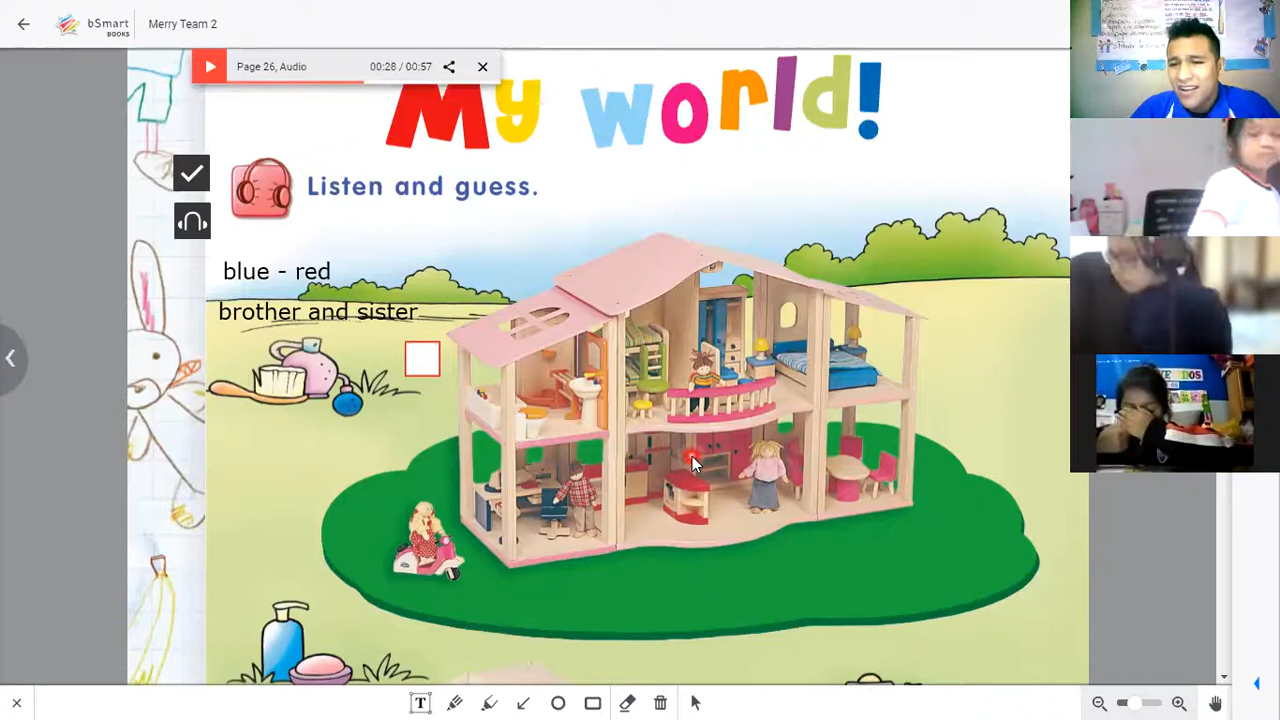 bSmart
BOOKS
Merry Team 2
Page 26, Audio
00:28 / 00:57
My world!
Listen and guess.
blue - red
brother and sister
T